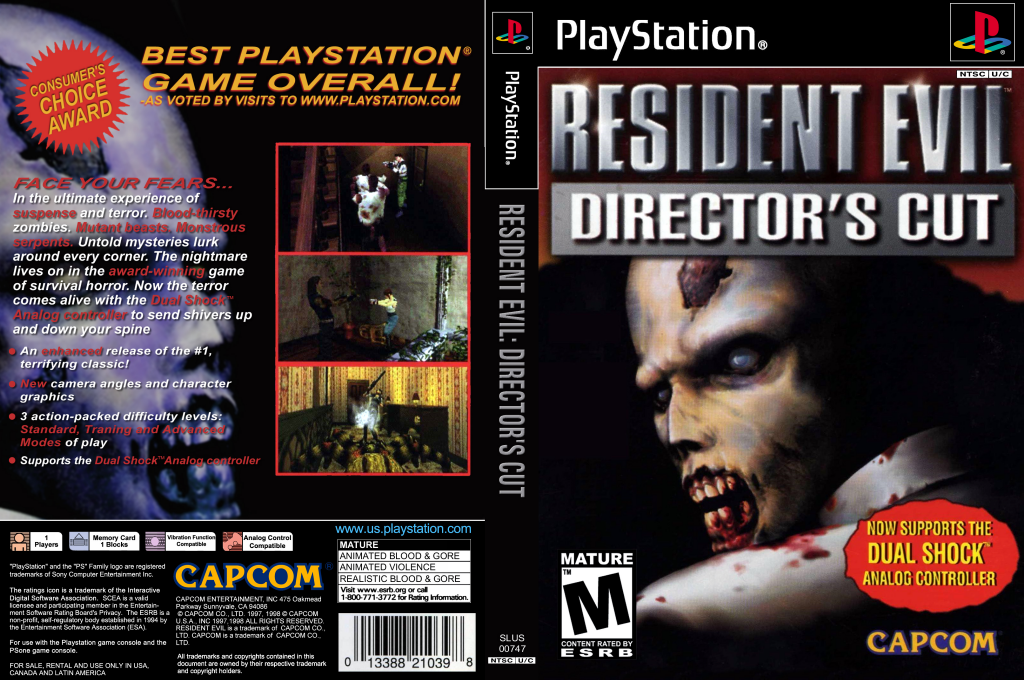 CONSUMER'S
CHOICE
AWARD
BEST PLAYSTATION®
GAME OVERALL!
-AS VOTED BY VISITS TO WWW.PLAYSTATION.COM
FACE YOUR FEARS...
In the ultimate experience of
suspense and terror. Blood-thirsty
zombies. Mutant beasts. Monstrous
serpents. Untold mysteries lurk
around every corner. The nightmare
lives on in the award-winning game
of survival horror. Now the terror
comes alive with the Dual Shock™
Analog controller to send shivers up
and down your spine
• An enhanced release of the #1,
terrifying classic!
• New camera angles and character
graphics
• 3 action-packed difficulty levels:
Standard, Traning and Advanced
Modes of play
• Supports the Dual Shock™Analog controller
1
Players
Memory Card
1 Blocks
Vibration Function
Compatible
Analog Control
Compatible
"PlayStation" and the "PS" Family logo are registered
trademarks of Sony Computer Entertainment Inc.
The ratings icon is a trademark of the Interactive
Digital Software Association. SCEA is a valid
licensee and participating member in the Entertain-
ment Software Rating Board's Privacy. The ESRB is a
non-profit, self-regulatory body established in 1994 by
the Entertainment Software Association (ESA).
For use with the Playstation game console and the
PSone game console.
FOR SALE, RENTAL AND USE ONLY IN USA,
CANADA AND LATIN AMERICA
CAPCOM®
CAPCOM ENTERTAINMENT, INC 475 Oakmead
Parkway Sunnyvale, CA 94086
© CAPCOM CO., LTD. 1997, 1998 © CAPCOM
U.S.A., INC 1997,1998 ALL RIGHTS RESERVED.
RESIDENT EVIL is a trademark of CAPCOM CO.,
LTD. CAPCOM is a trademark of CAPCOM CO.,
LTD.
All trademarks and copyrights contained in this
document are owned by their respective trademark
and copyright holders.
www.us.playstation.com
MATURE
ANIMATED BLOOD & GORE
ANIMATED VIOLENCE
REALISTIC BLOOD & GORE
Visit www.esrb.org or call
1-800-771-3772 for Rating Information.
0 13388 21039 8
PlayStation®
RESIDENT EVIL: DIRECTOR'S CUT
SLUS
00747
NTSC U/C
PlayStation®
NTSC U/C
RESIDENT EVIL™
DIRECTOR'S CUT
NOW SUPPORTS THE
DUAL SHOCK™
ANALOG CONTROLLER
MATURE
TM
M
CONTENT RATED BY
ESRB
CAPCOM®